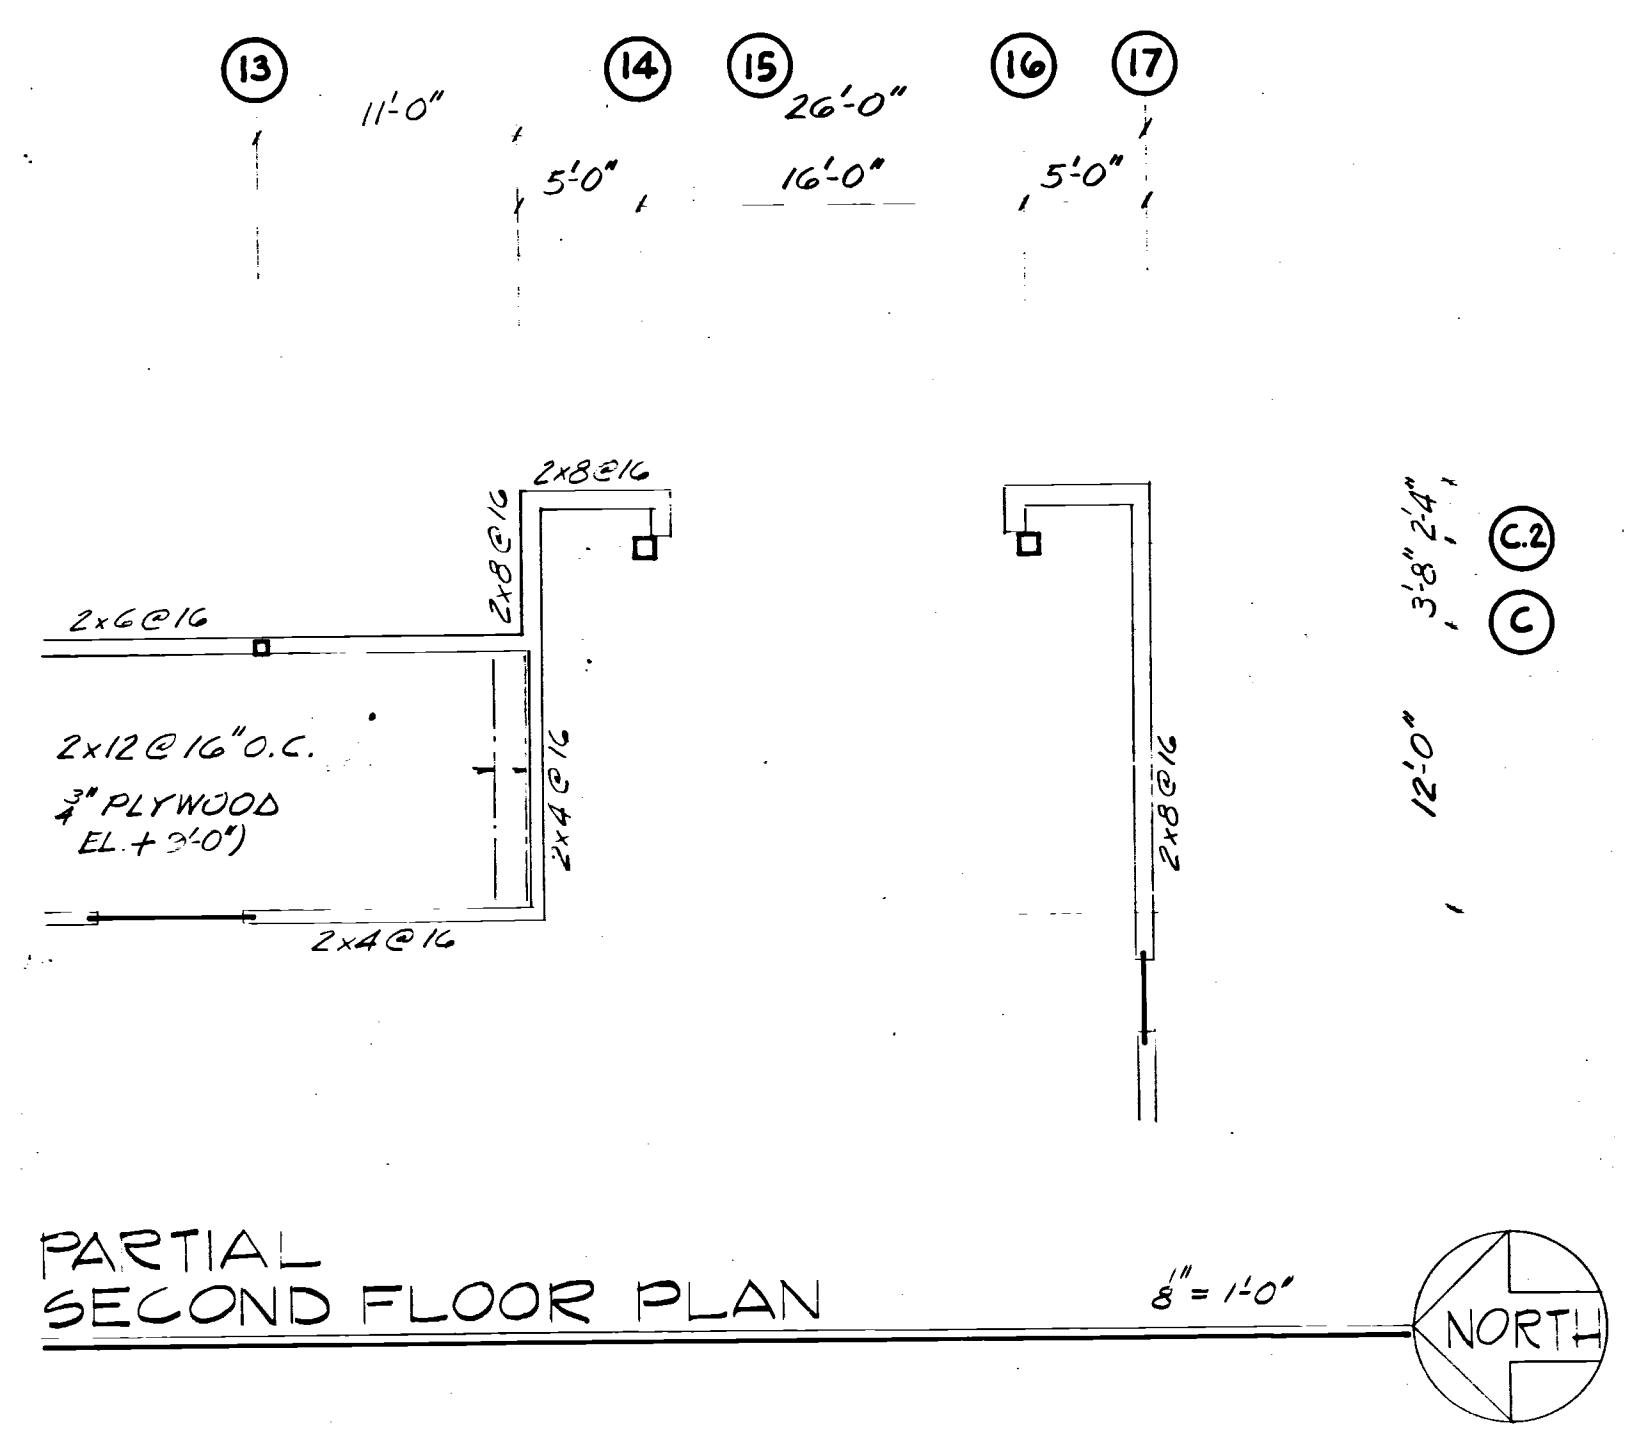 13 14 15 16 17
11'-0" 26'-0"
5'-0" 16'-0" 5'-0"
2x8@16
2x8@16
2'-4"
C.2
3'-8"
C
2x6@16
2x12@16"O.C.
3/4" PLYWOOD
EL.+
2x4@16
2x8@16
12'-0"
2x4@16
PARTIAL
SECOND FLOOR PLAN
1/8" = 1'-0"
NORTH